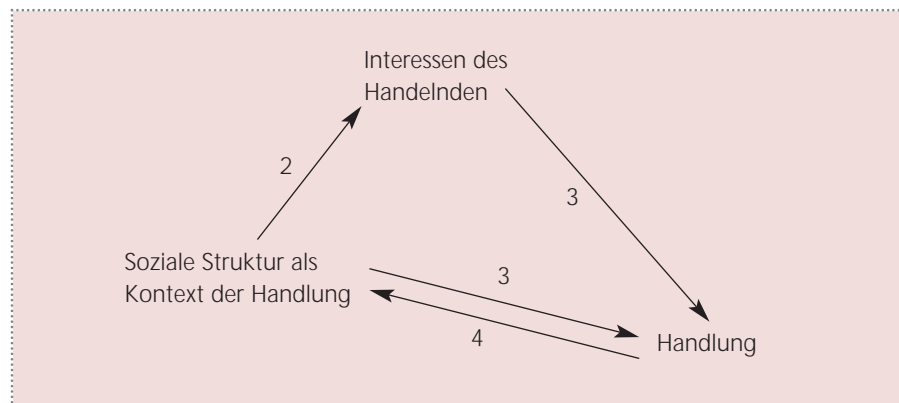 Interessen des
Handelnden
2
3
Soziale Struktur als
Kontext der Handlung
3
4
Handlung